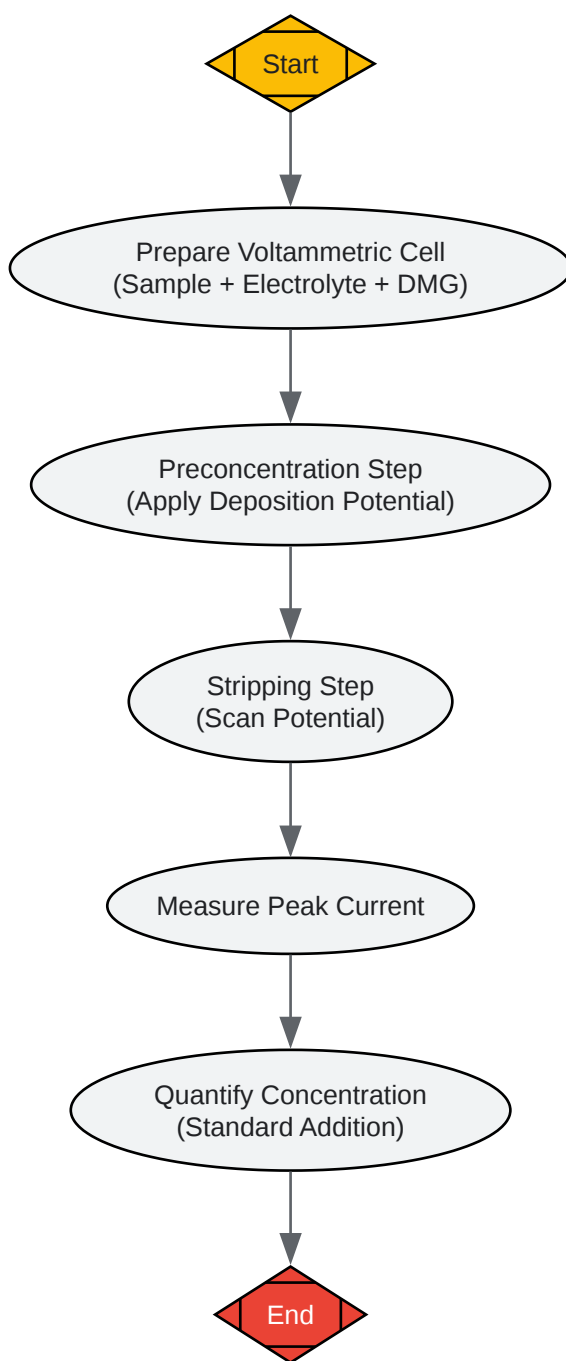 Start
Prepare Voltammetric Cell
(Sample + Electrolyte + DMG)
Preconcentration Step
(Apply Deposition Potential)
Stripping Step
(Scan Potential)
Measure Peak Current
Quantify Concentration
(Standard Addition)
End